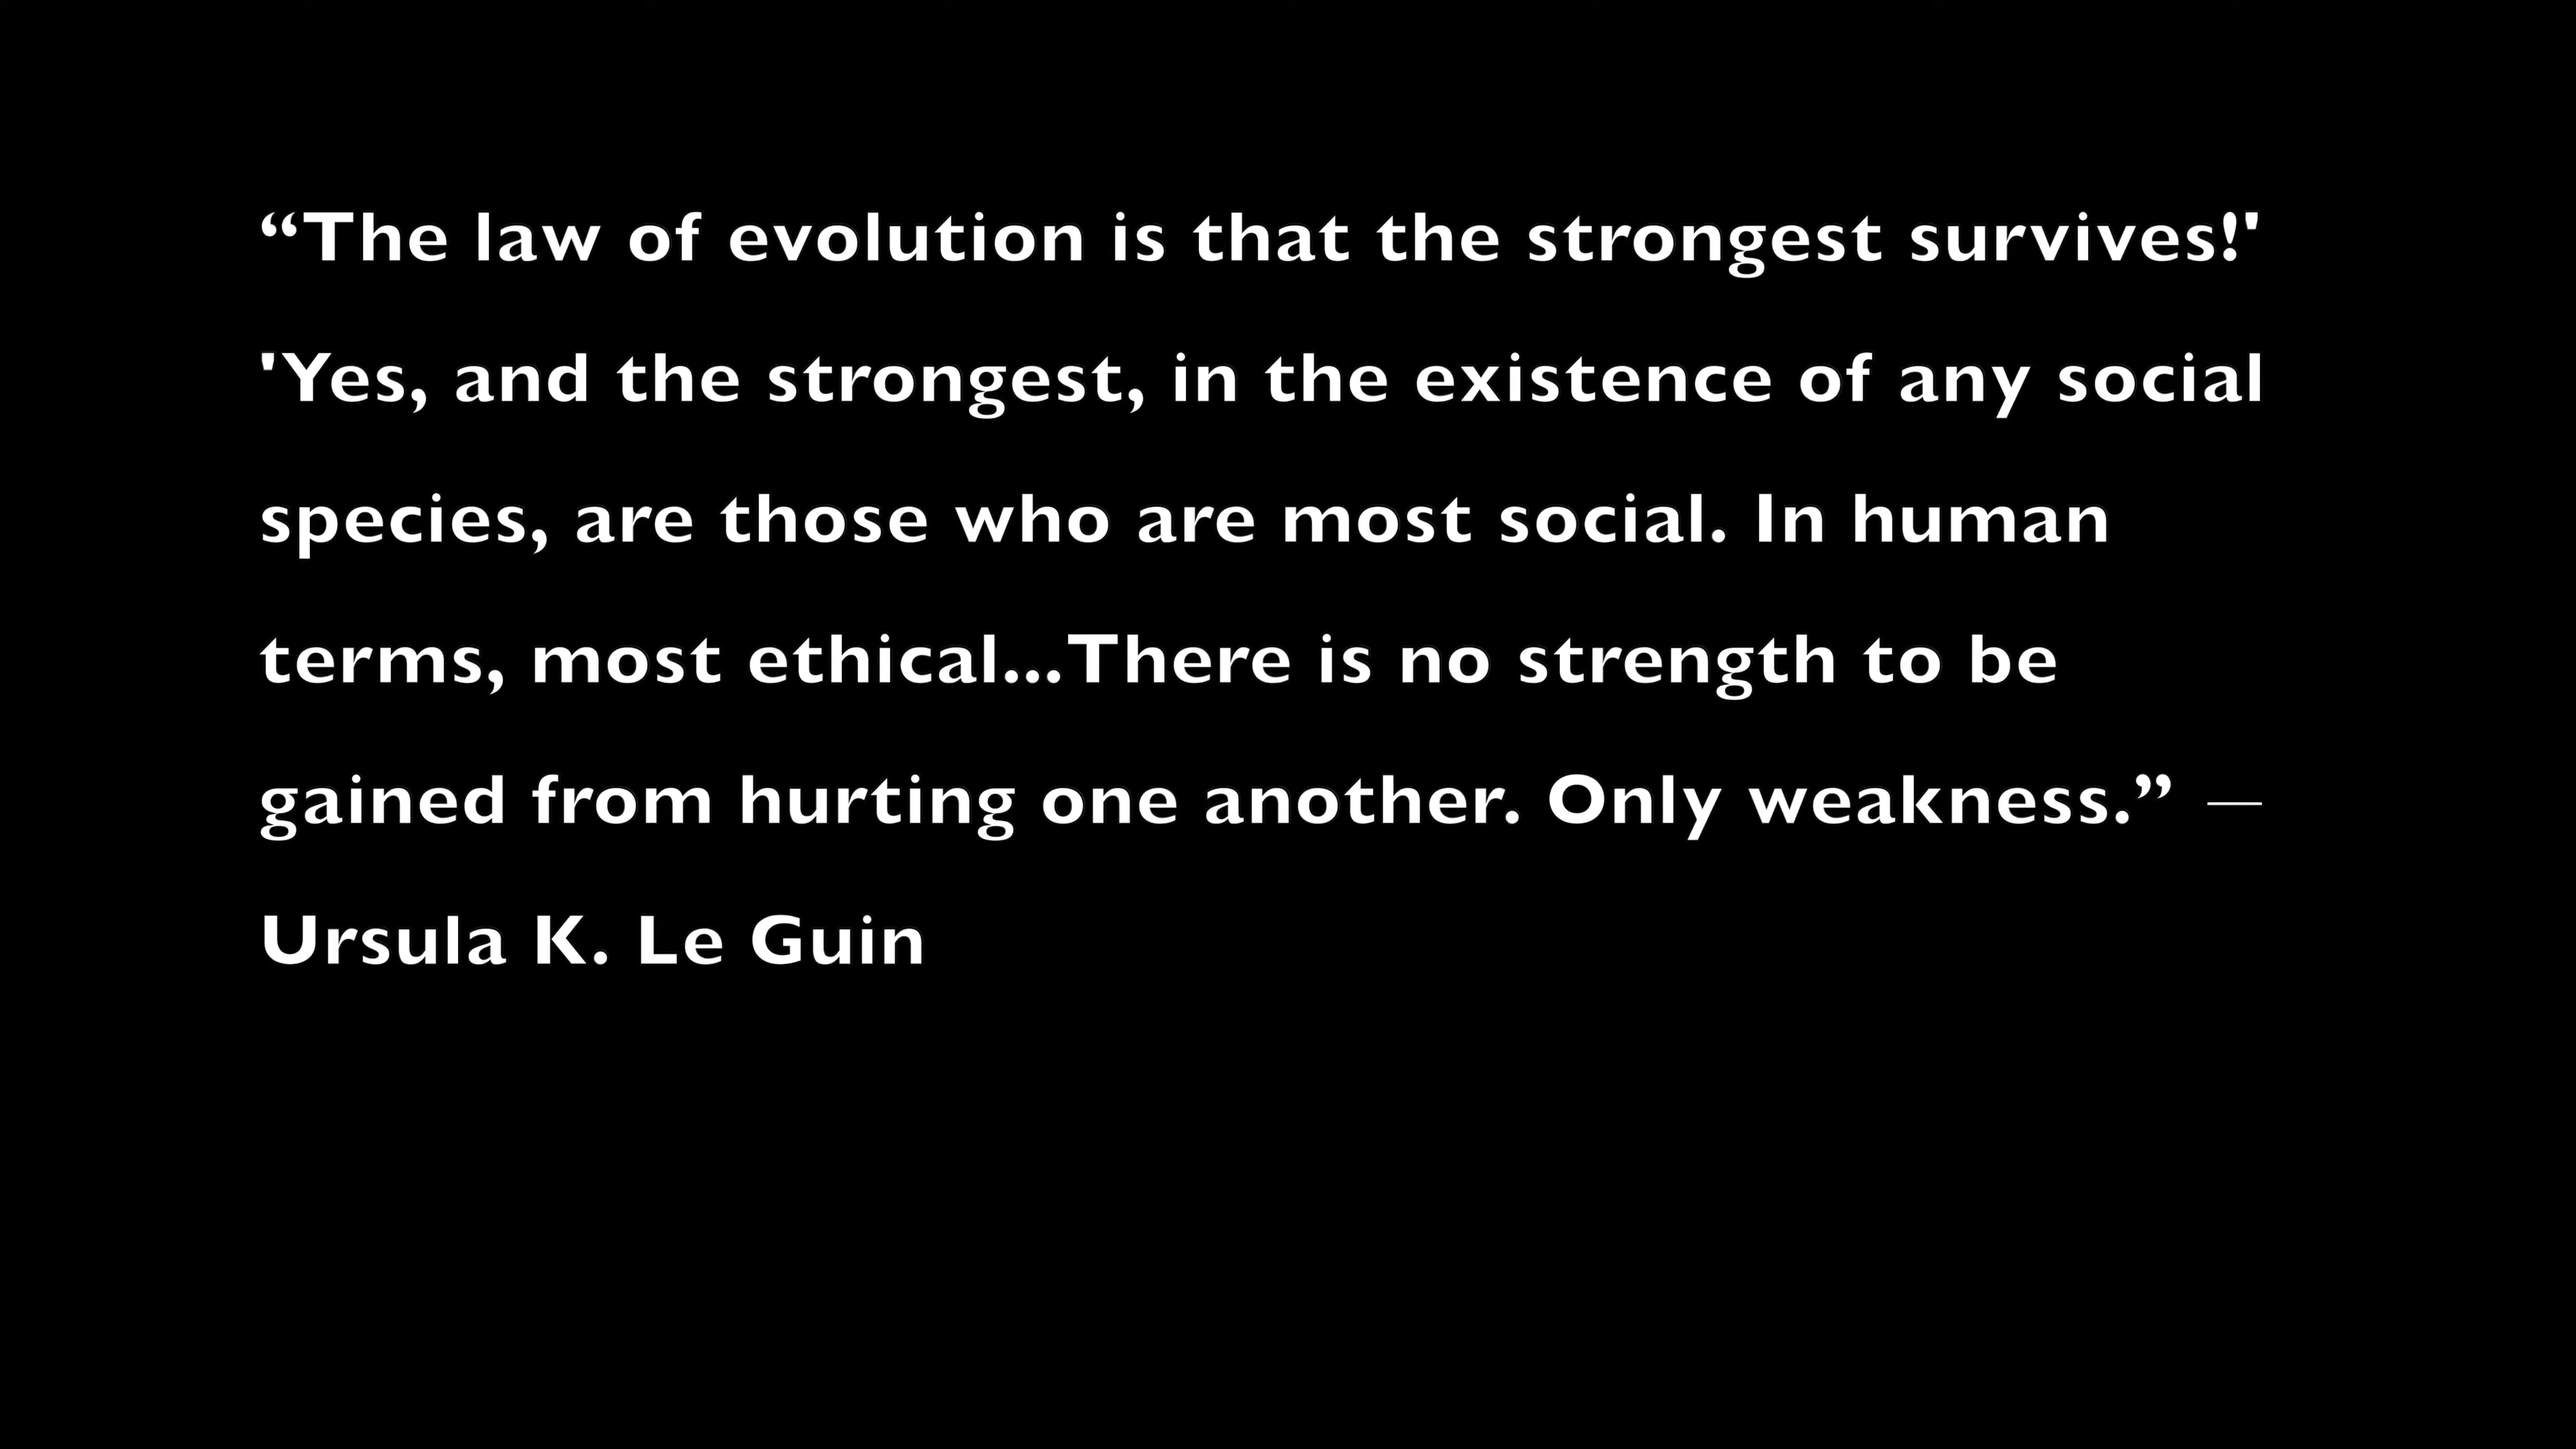 “The law of evolution is that the strongest survives!'
'Yes, and the strongest, in the existence of any social
species, are those who are most social. In human
terms, most ethical...There is no strength to be
gained from hurting one another. Only weakness.” —
Ursula K. Le Guin